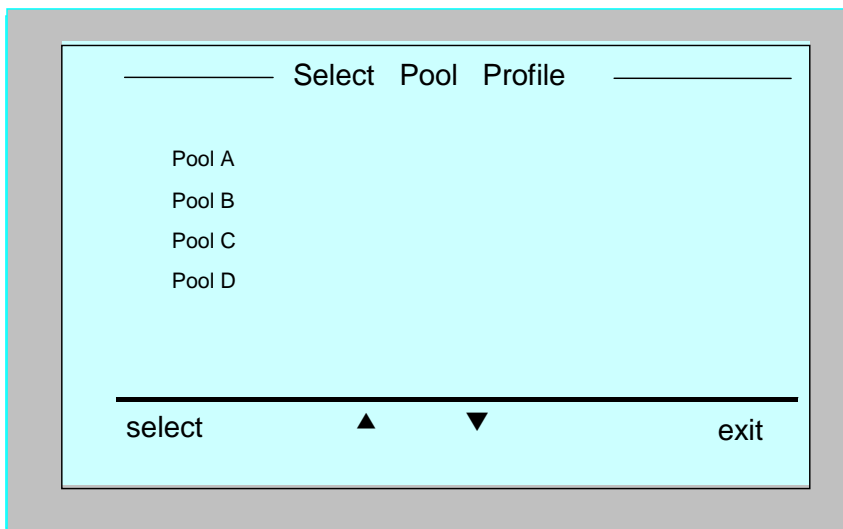 Select Pool Profile
Pool A
Pool B
Pool C
Pool D
select ▲ ▼ exit